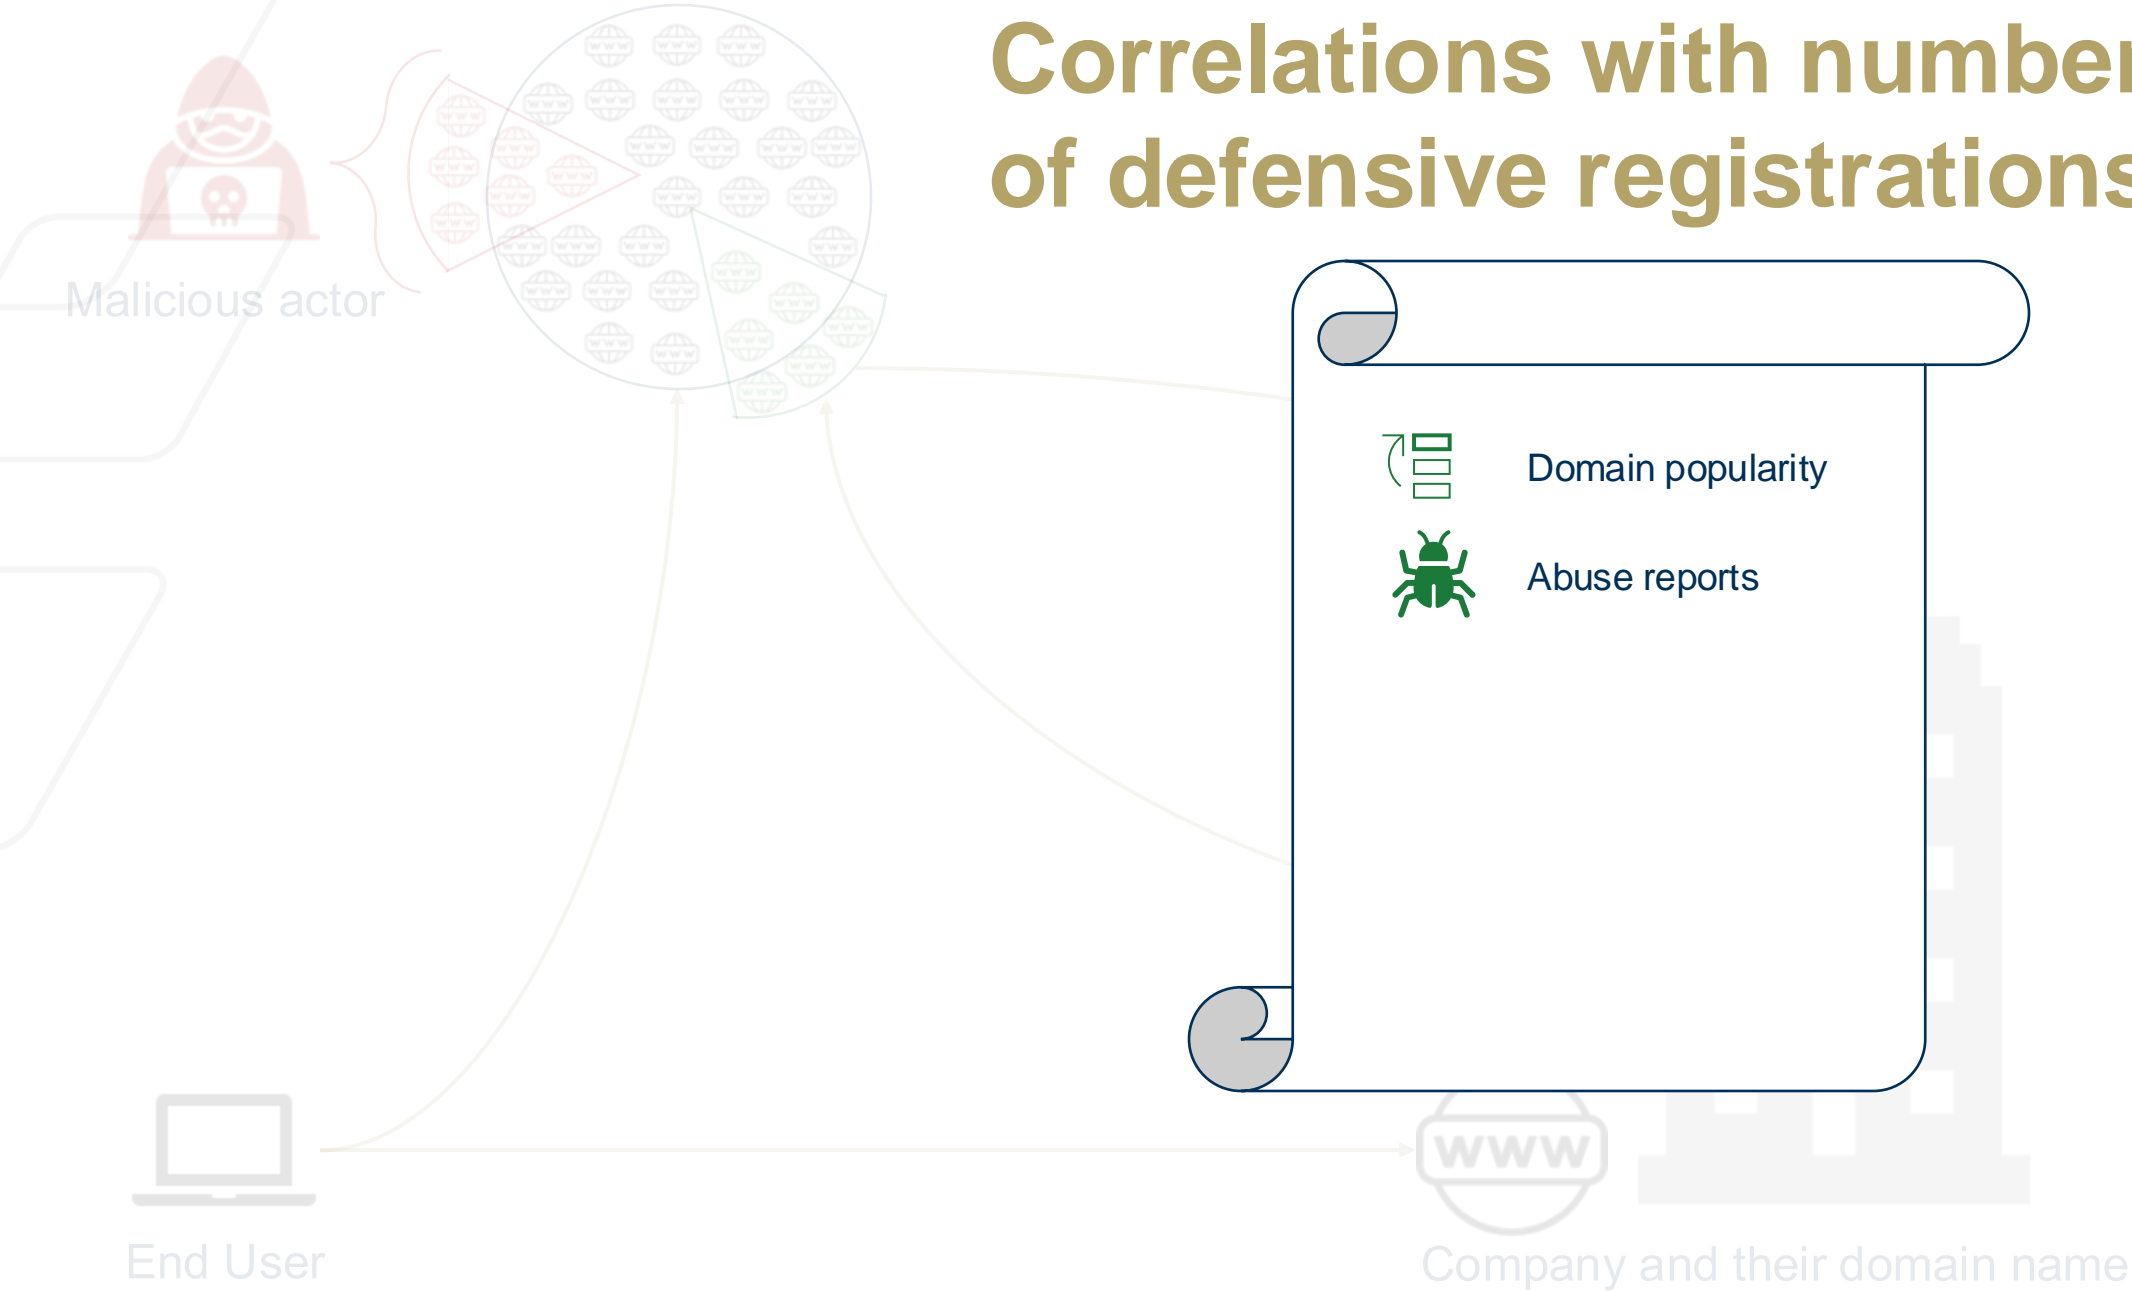 Correlations with number
of defensive registrations
Malicious actor
Domain popularity
Abuse reports
www
End User
Company and their domain name